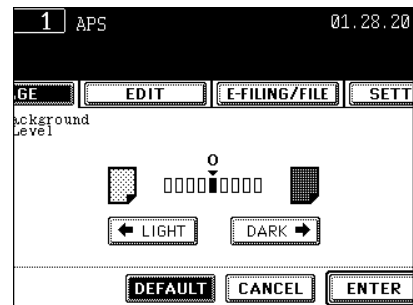 1 APS 01.28.20
GE EDIT E-FILING/FILE SETT
ackground
Level
0
LIGHT DARK
DEFAULT CANCEL ENTER